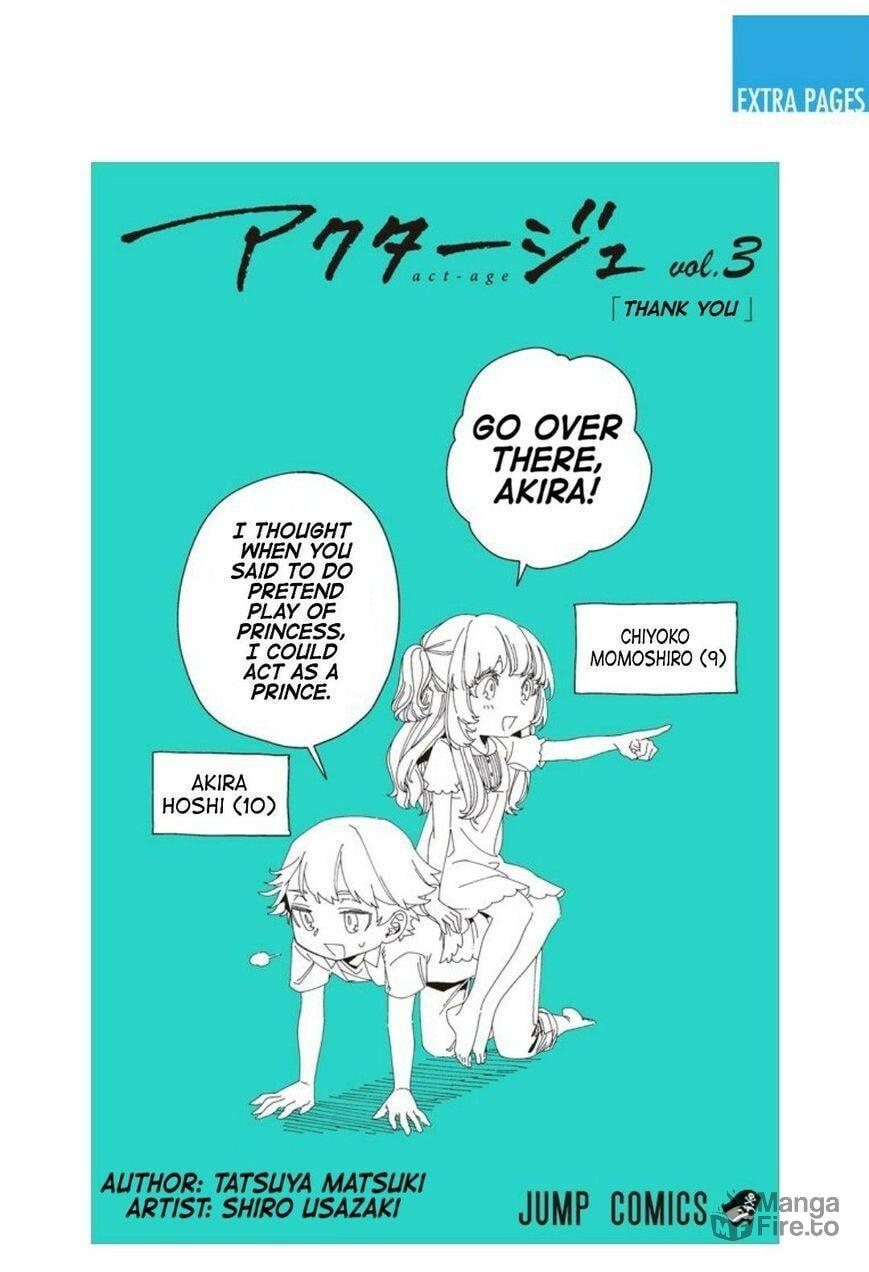 EXTRA PAGES
アクタージュ
act-age
vol.3
「THANK YOU」
GO OVER
THERE,
AKIRA!
I THOUGHT
WHEN YOU
SAID TO DO
PRETEND
PLAY OF
PRINCESS,
I COULD
ACT AS A
PRINCE.
CHIYOKO
MOMOSHIRO (9)
AKIRA
HOSHI (10)
AUTHOR: TATSUYA MATSUKI
ARTIST: SHIRO USAZAKI
JUMP COMICS
Manga
MF Fire.to